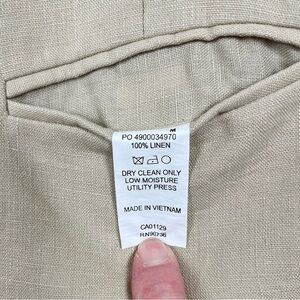 M
PO 4900034970
100% LINEN
DRY CLEAN ONLY
LOW MOISTURE
UTILITY PRESS
MADE IN VIETNAM
CA01129
RN90736